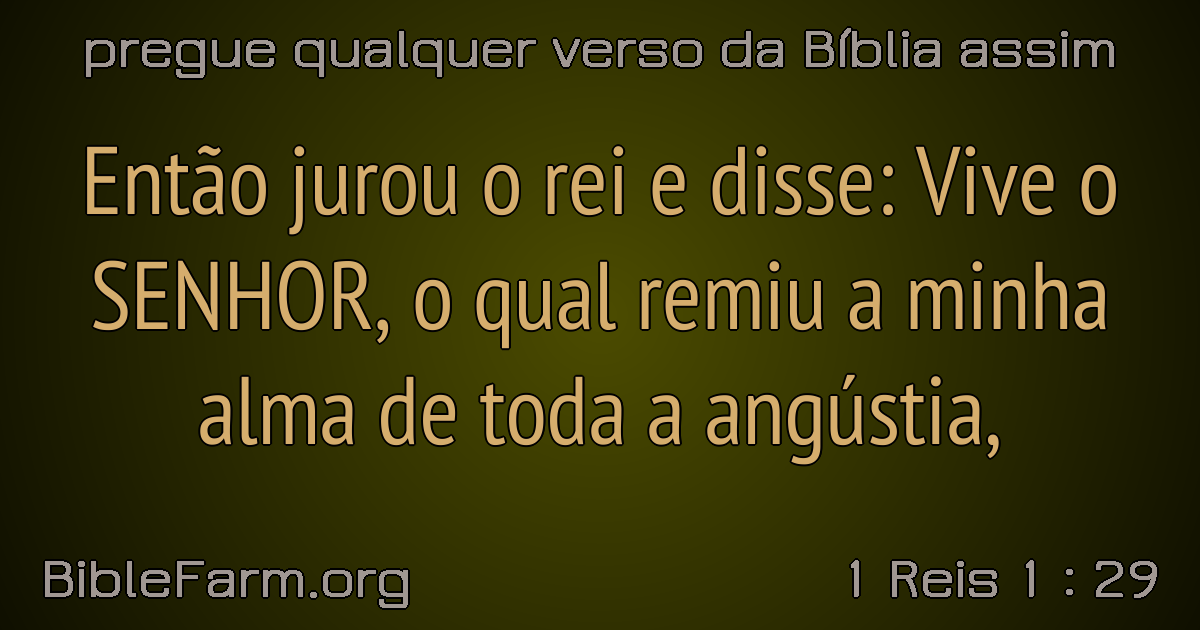 pregue qualquer verso da Bíblia assim
Então jurou o rei e disse: Vive o
SENHOR, o qual remiu a minha
alma de toda a angústia,
BibleFarm.org
1 Reis 1 : 29